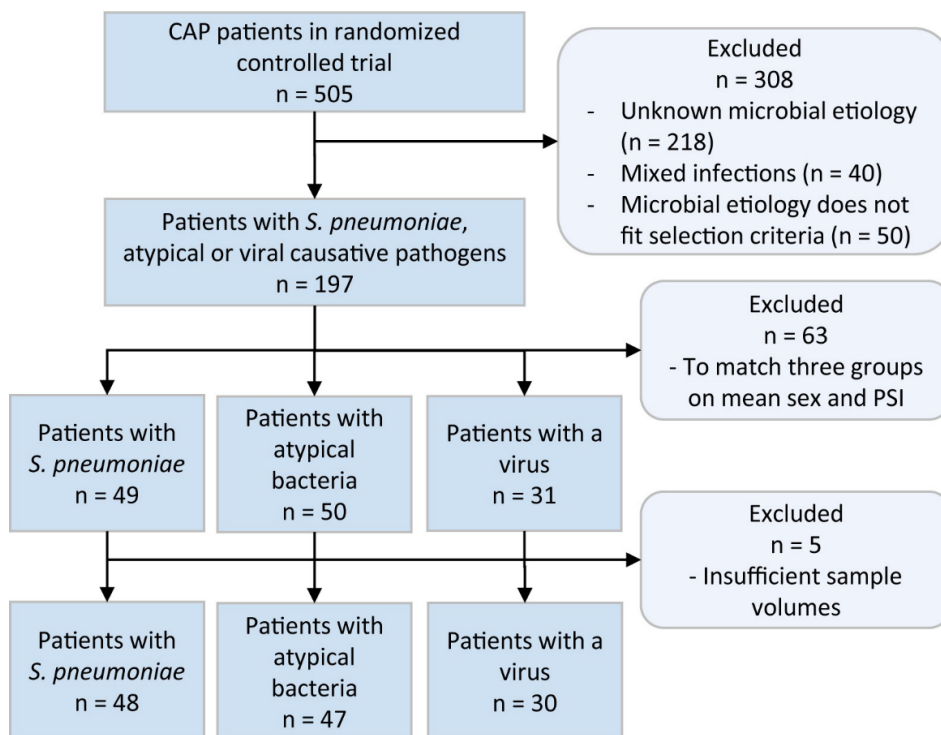 CAP patients in randomized
controlled trial
n = 505
Excluded
n = 308
- Unknown microbial etiology
(n = 218)
- Mixed infections (n = 40)
- Microbial etiology does not
fit selection criteria (n = 50)
Patients with S. pneumoniae,
atypical or viral causative pathogens
n = 197
Excluded
n = 63
- To match three groups
on mean sex and PSI
Patients with
S. pneumoniae
n = 49
Patients with
atypical
bacteria
n = 50
Patients with a
virus
n = 31
Excluded
n = 5
- Insufficient sample
volumes
Patients with
S. pneumoniae
n = 48
Patients with
atypical
bacteria
n = 47
Patients with a
virus
n = 30